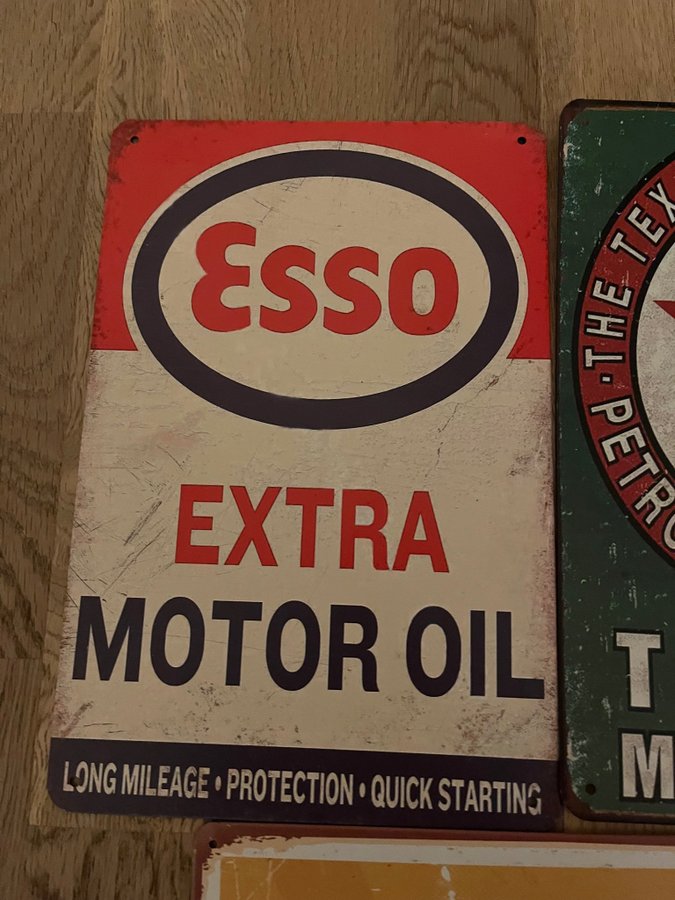 Esso
EXTRA
MOTOR OIL
LONG MILEAGE • PROTECTION • QUICK STARTING
THE TEX
PETRO
T
M